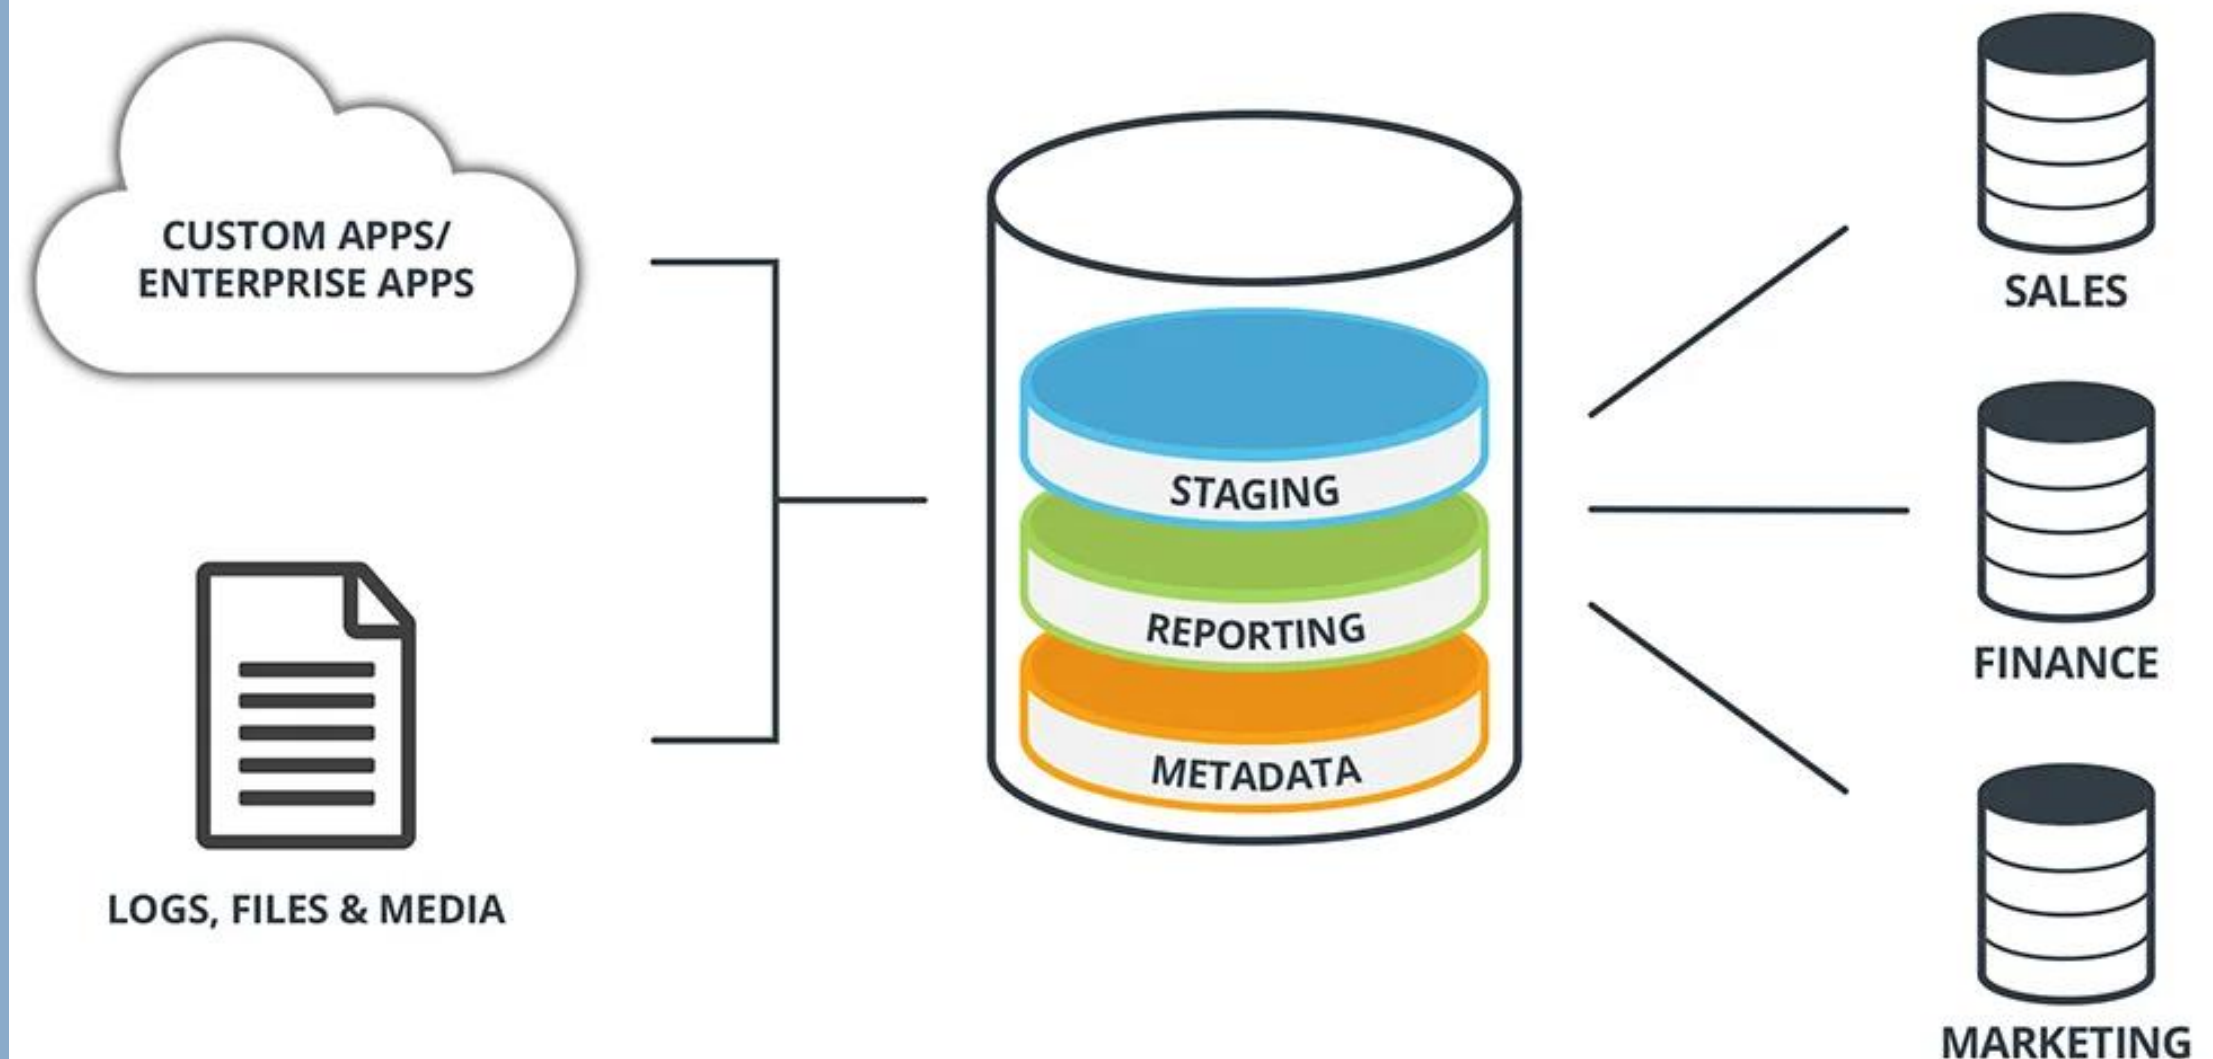 CUSTOM APPS/
ENTERPRISE APPS
LOGS, FILES & MEDIA
STAGING
REPORTING
METADATA
SALES
FINANCE
MARKETING